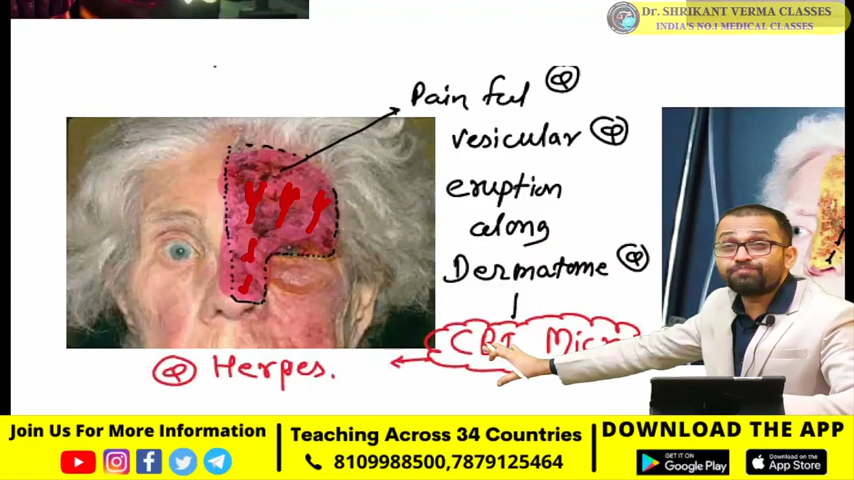 Dr. SHRIKANT VERMA CLASSES
INDIA'S NO.1 MEDICAL CLASSES
Painful
vesicular
eruption
along
Dermatome
Herpes.
Join Us For More Information
Teaching Across 34 Countries
8109988500,7879125464
DOWNLOAD THE APP
GET IT ON
Google Play
Download on the
App Store